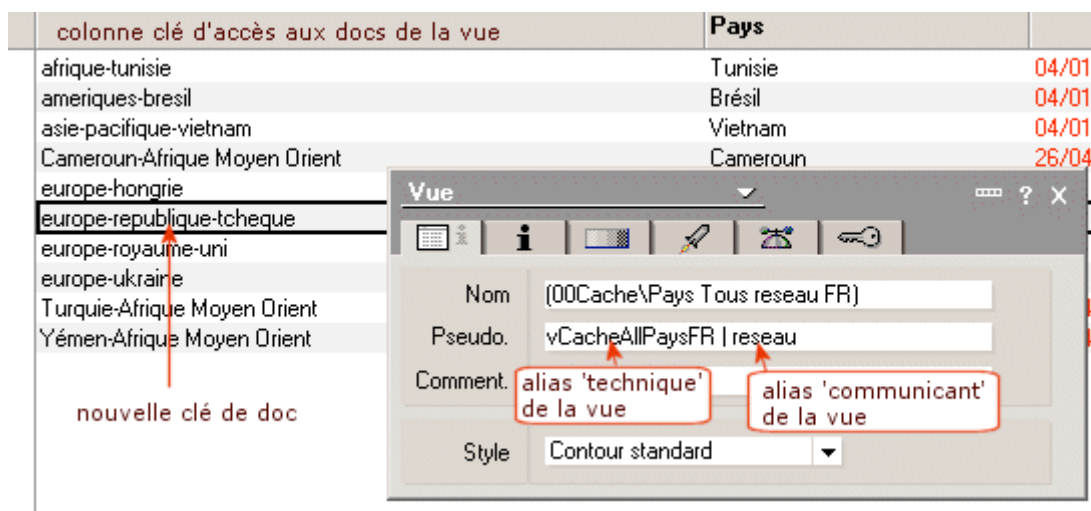 colonne clé d'accès aux docs de la vue Pays
afrique-tunisie Tunisie 04/01
ameriques-bresil Brésil 04/01
asie-pacifique-vietnam Vietnam 04/01
Cameroun-Afrique Moyen Orient Cameroun 26/04
europe-hongrie
europe-republique-tcheque
europe-royaume-uni
europe-ukraine
Turquie-Afrique Moyen Orient
Yémen-Afrique Moyen Orient
nouvelle clé de doc
Vue ? X
Nom (00Cache\Pays Tous reseau FR)
Pseudo. vCacheAllPaysFR | reseau
Comment.
alias 'technique'
de la vue
alias 'communicant'
de la vue
Style Contour standard